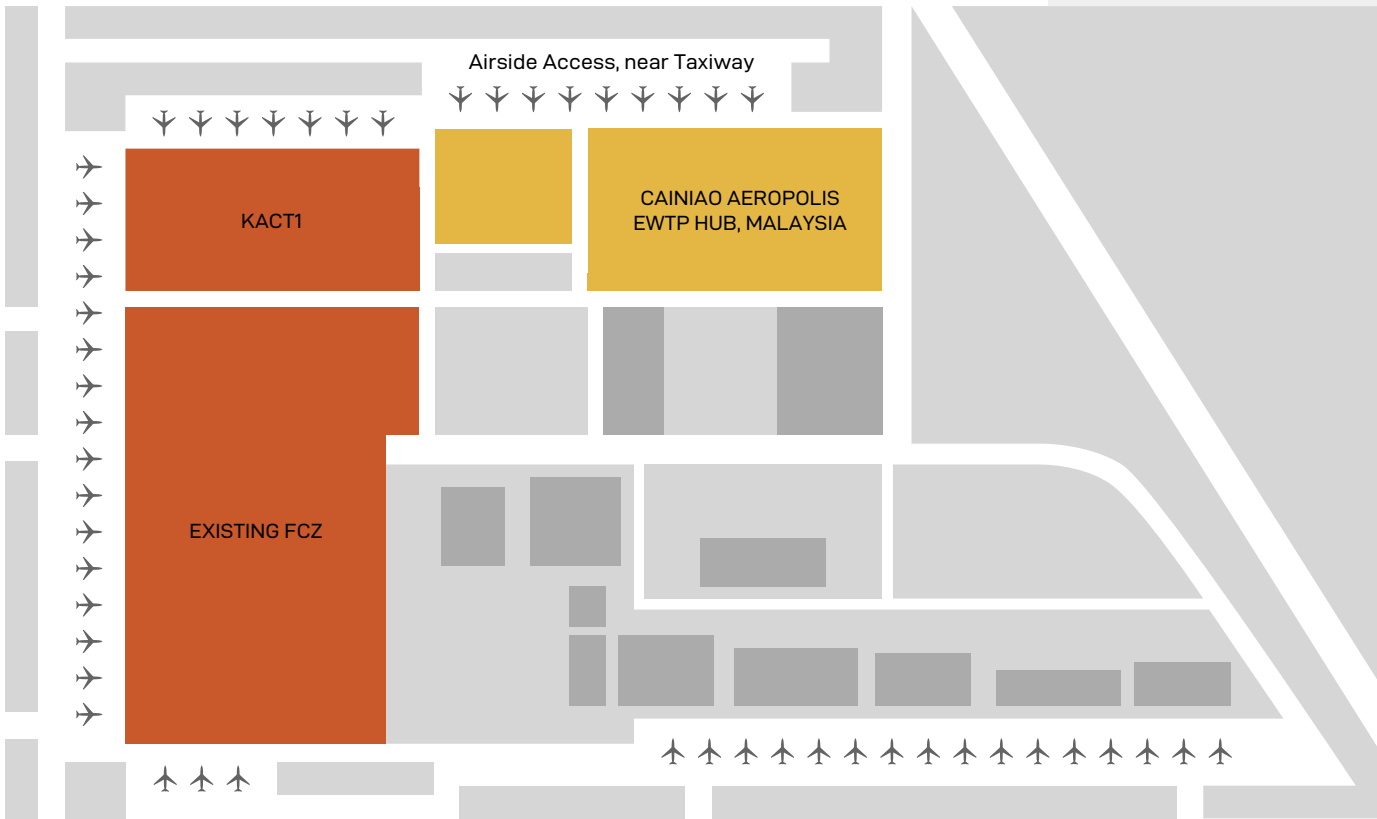 Airside Access, near Taxiway
CAINIAO AEROPOLIS
EWTP HUB, MALAYSIA
KACT1
EXISTING FCZ